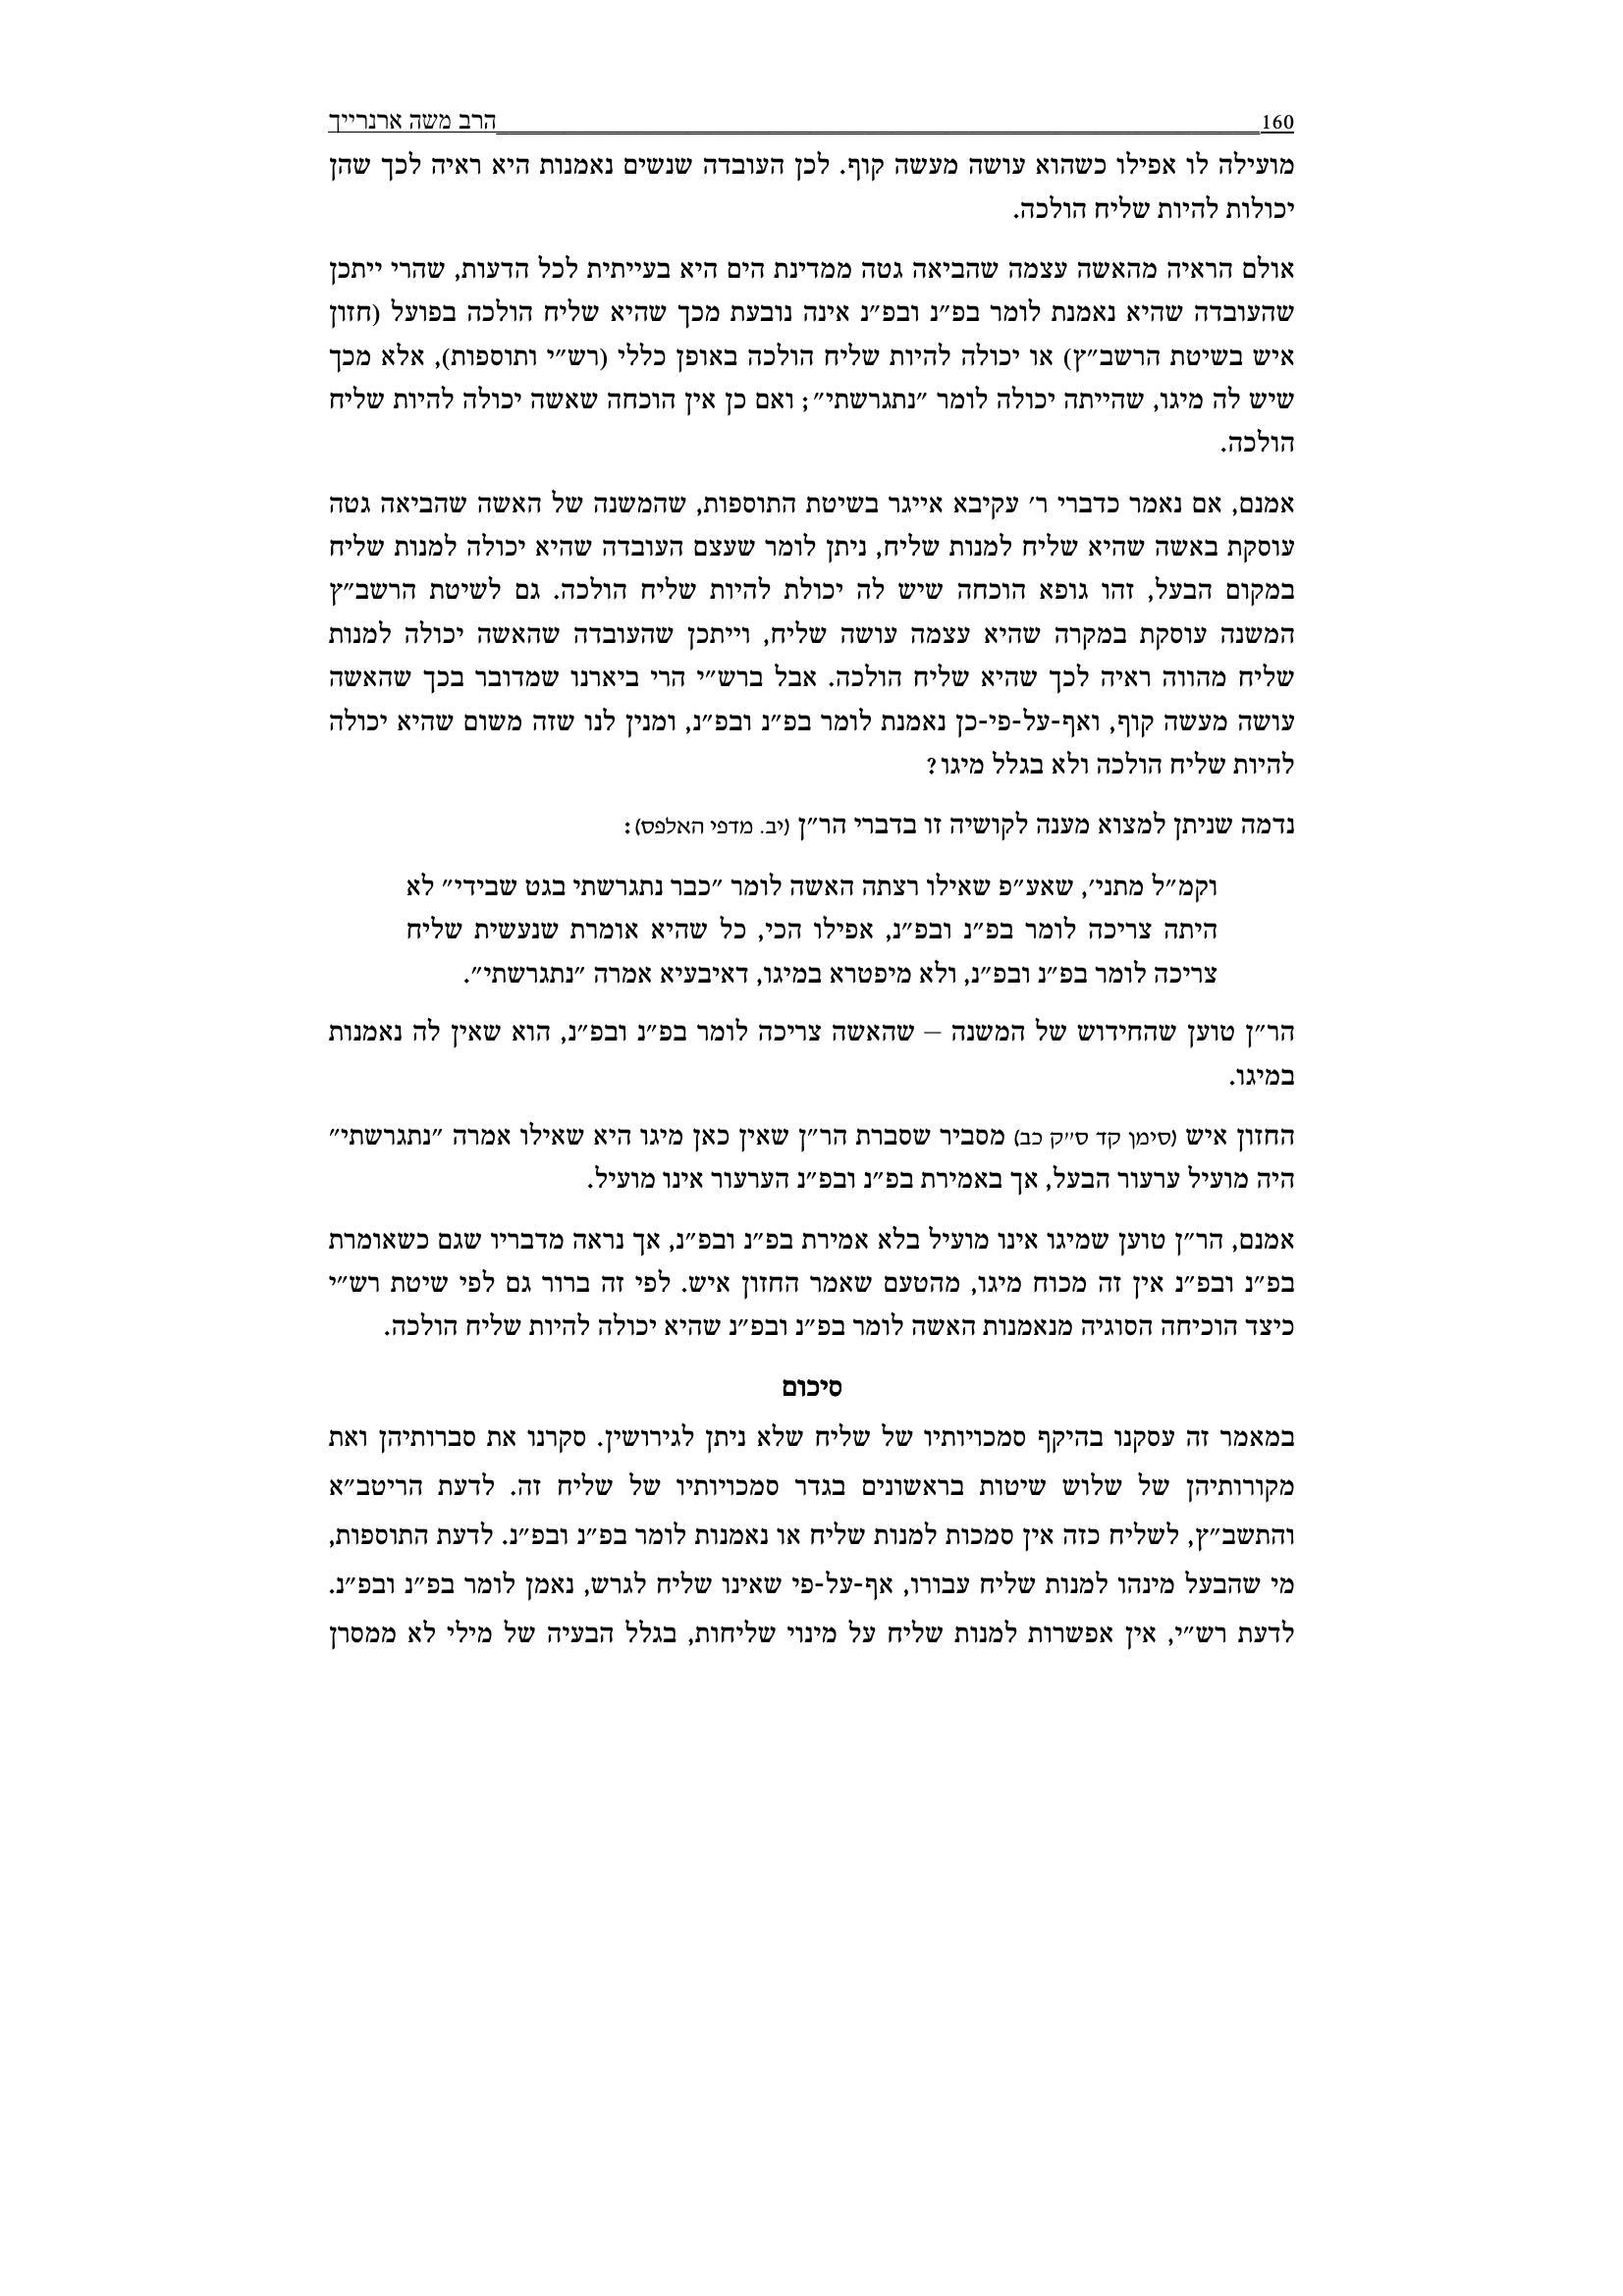 160 הרב משה ארנרייך
מועילה לו אפילו כשהוא עושה מעשה קוף. לכן העובדה שנשים נאמנות היא ראיה לכך שהן
יכולות להיות שליח הולכה.
אולם הראיה מהאשה עצמה שהביאה גטה ממדינת הים היא בעייתית לכל הדעות, שהרי ייתכן
שהעובדה שהיא נאמנת לומר בפ״נ ובפ״נ אינה נובעת מכך שהיא שליח הולכה בפועל (חזון
איש בשיטת הרשב״ץ) או יכולה להיות שליח הולכה באופן כללי (רש״י ותוספות), אלא מכך
שיש לה מיגו, שהייתה יכולה לומר ״נתגרשתי״; ואם כן אין הוכחה שאשה יכולה להיות שליח
הולכה.
אמנם, אם נאמר כדברי ר׳ עקיבא אייגר בשיטת התוספות, שהמשנה של האשה שהביאה גטה
עוסקת באשה שהיא שליח למנות שליח, ניתן לומר שעצם העובדה שהיא יכולה למנות שליח
במקום הבעל, זהו גופא הוכחה שיש לה יכולת להיות שליח הולכה. גם לשיטת הרשב״ץ
המשנה עוסקת במקרה שהיא עצמה עושה שליח, וייתכן שהעובדה שהאשה יכולה למנות
שליח מהווה ראיה לכך שהיא שליח הולכה. אבל ברש״י הרי ביארנו שמדובר בכך שהאשה
עושה מעשה קוף, ואף-על-פי-כן נאמנת לומר בפ״נ ובפ״נ, ומנין לנו שזה משום שהיא יכולה
להיות שליח הולכה ולא בגלל מיגו?
נדמה שניתן למצוא מענה לקושיה זו בדברי הר״ן (יב. מדפי האלפס):
וקמ״ל מתני׳, שאע״פ שאילו רצתה האשה לומר ״כבר נתגרשתי בגט שבידי״ לא
היתה צריכה לומר בפ״נ ובפ״נ, אפילו הכי, כל שהיא אומרת שנעשית שליח
צריכה לומר בפ״נ ובפ״נ, ולא מיפטרא במיגו, דאיבעיא אמרה ״נתגרשתי״.
הר״ן טוען שהחידוש של המשנה – שהאשה צריכה לומר בפ״נ ובפ״נ, הוא שאין לה נאמנות
במיגו.
החזון איש (סימן קד ס״ק כב) מסביר שסברת הר״ן שאין כאן מיגו היא שאילו אמרה ״נתגרשתי״
היה מועיל ערעור הבעל, אך באמירת בפ״נ ובפ״נ הערעור אינו מועיל.
אמנם, הר״ן טוען שמיגו אינו מועיל בלא אמירת בפ״נ ובפ״נ, אך נראה מדבריו שגם כשאומרת
בפ״נ ובפ״נ אין זה מכוח מיגו, מהטעם שאמר החזון איש. לפי זה ברור גם לפי שיטת רש״י
כיצד הוכיחה הסוגיה מנאמנות האשה לומר בפ״נ ובפ״נ שהיא יכולה להיות שליח הולכה.
סיכום
במאמר זה עסקנו בהיקף סמכויותיו של שליח שלא ניתן לגירושין. סקרנו את סברותיהן ואת
מקורותיהן של שלוש שיטות בראשונים בגדר סמכויותיו של שליח זה. לדעת הריטב״א
והתשב״ץ, לשליח כזה אין סמכות למנות שליח או נאמנות לומר בפ״נ ובפ״נ. לדעת התוספות,
מי שהבעל מינהו למנות שליח עבורו, אף-על-פי שאינו שליח לגרש, נאמן לומר בפ״נ ובפ״נ.
לדעת רש״י, אין אפשרות למנות שליח על מינוי שליחות, בגלל הבעיה של מילי לא ממסרן